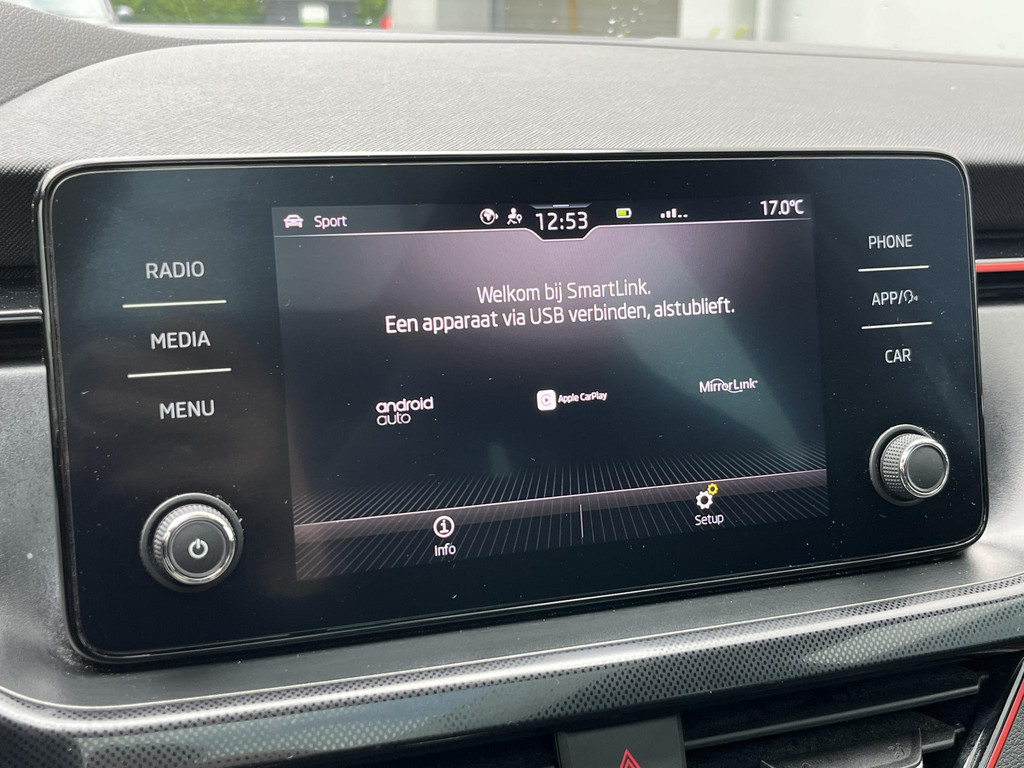 Sport
12:53
17.0°C
RADIO
MEDIA
MENU
Welkom bij SmartLink.
Een apparaat via USB verbinden, alstublieft.
android
auto
Apple CarPlay
MirrorLink
Info
Setup
PHONE
APP/
CAR